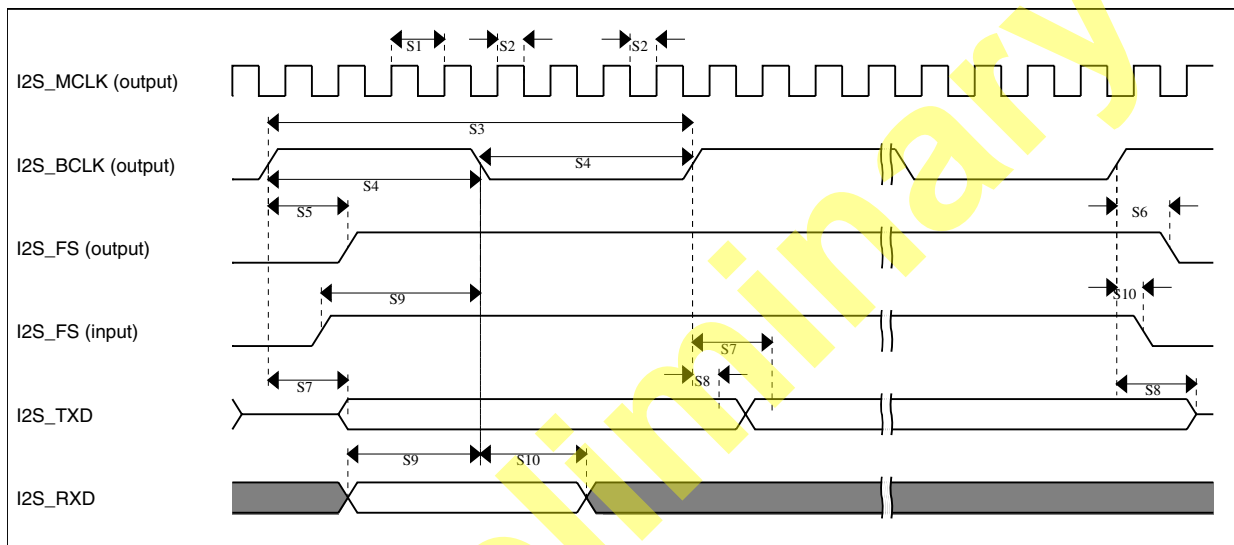 S1 S2 S2
I2S_MCLK (output)
S3
I2S_BCLK (output)
S4
S4
S5 S6
I2S_FS (output)
S9 S10
I2S_FS (input)
S7
S7 S8 S8
I2S_TXD
S9 S10
I2S_RXD
Preliminary